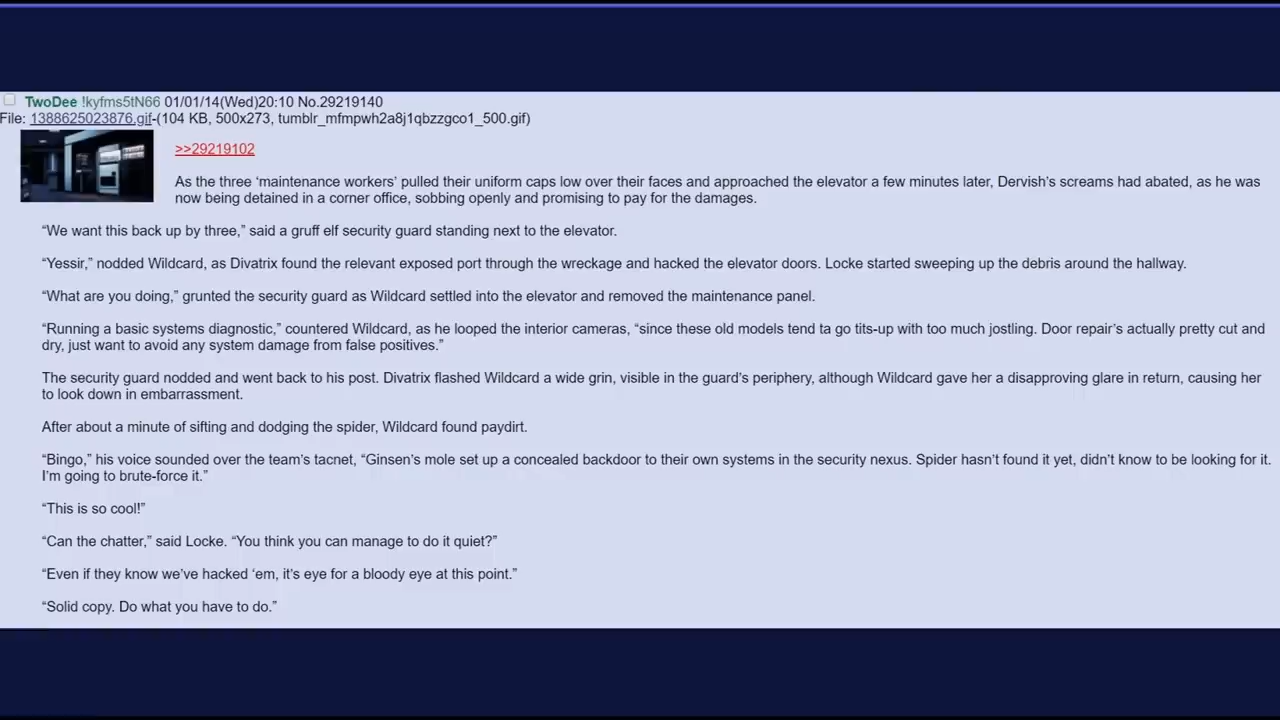 TwoDee !kyfms5tN66 01/01/14(Wed)20:10 No.29219140
File: 1388625023876.gif-(104 KB, 500x273, tumblr_mfmpwh2a8j1qbzzgco1_500.gif)
>>29219102
As the three ‘maintenance workers’ pulled their uniform caps low over their faces and approached the elevator a few minutes later, Dervish’s screams had abated, as he was
now being detained in a corner office, sobbing openly and promising to pay for the damages.
“We want this back up by three,” said a gruff elf security guard standing next to the elevator.
“Yessir,” nodded Wildcard, as Divatrix found the relevant exposed port through the wreckage and hacked the elevator doors. Locke started sweeping up the debris around the hallway.
“What are you doing,” grunted the security guard as Wildcard settled into the elevator and removed the maintenance panel.
“Running a basic systems diagnostic,” countered Wildcard, as he looped the interior cameras, “since these old models tend ta go tits-up with too much jostling. Door repair’s actually pretty cut and
dry, just want to avoid any system damage from false positives.”
The security guard nodded and went back to his post. Divatrix flashed Wildcard a wide grin, visible in the guard’s periphery, although Wildcard gave her a disapproving glare in return, causing her
to look down in embarrassment.
After about a minute of sifting and dodging the spider, Wildcard found paydirt.
“Bingo,” his voice sounded over the team’s tacnet, “Ginsen’s mole set up a concealed backdoor to their own systems in the security nexus. Spider hasn’t found it yet, didn’t know to be looking for it.
I’m going to brute-force it.”
“This is so cool!”
“Can the chatter,” said Locke. “You think you can manage to do it quiet?”
“Even if they know we’ve hacked ‘em, it’s eye for a bloody eye at this point.”
“Solid copy. Do what you have to do.”